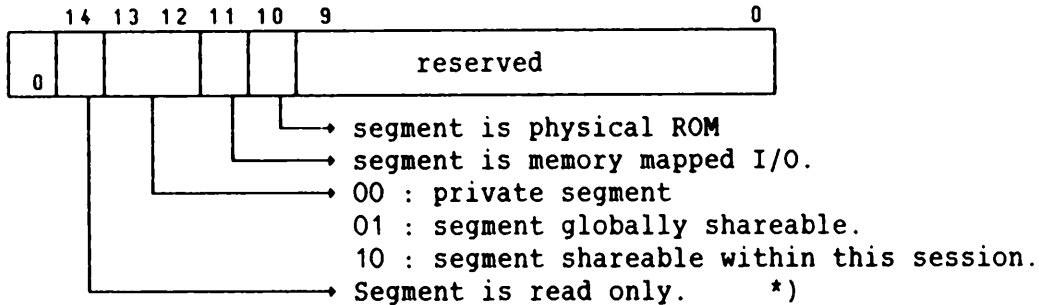 14 13 12 11 10 9 0
0 reserved
segment is physical ROM
segment is memory mapped I/O.
00 : private segment
01 : segment globally shareable.
10 : segment shareable within this session.
Segment is read only. *)